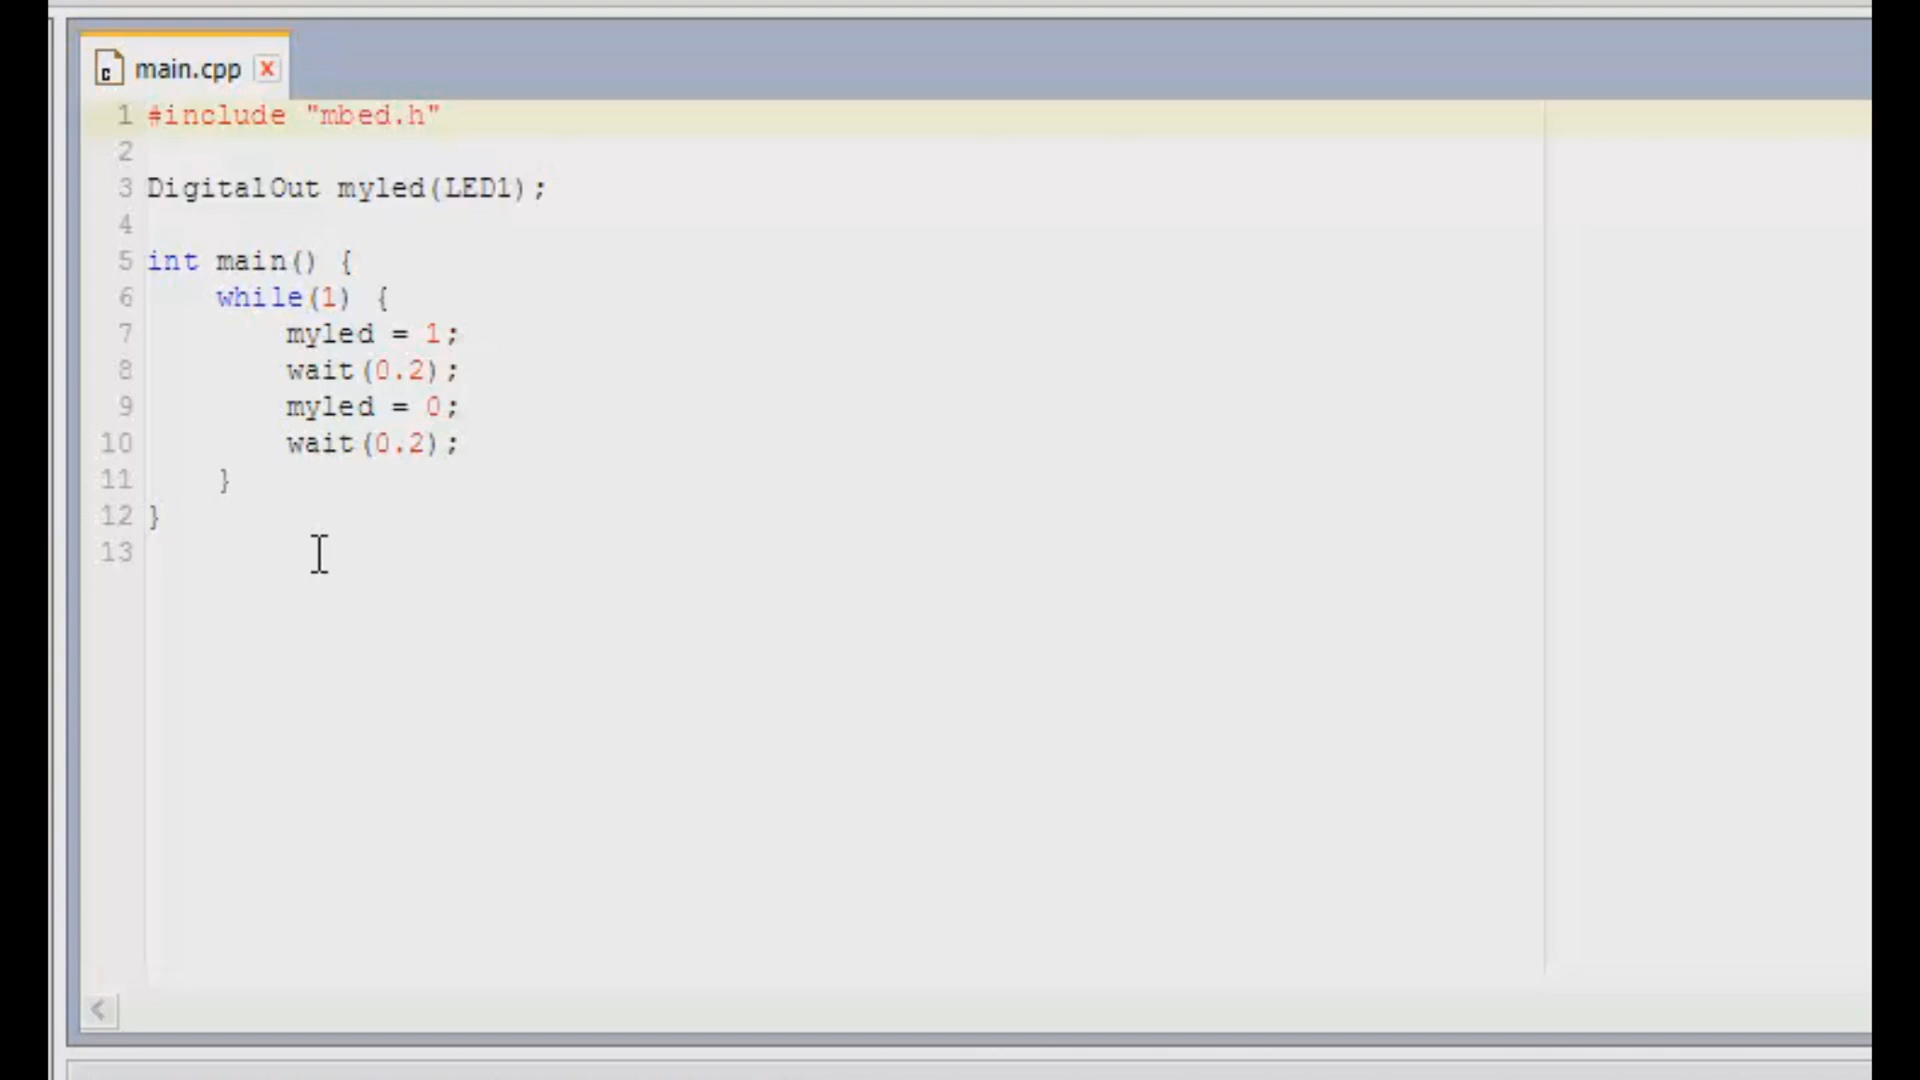 main.cpp
1 #include "mbed.h"
2
3 DigitalOut myled(LED1);
4
5 int main() {
6     while(1) {
7         myled = 1;
8         wait(0.2);
9         myled = 0;
10         wait(0.2);
11     }
12 }
13